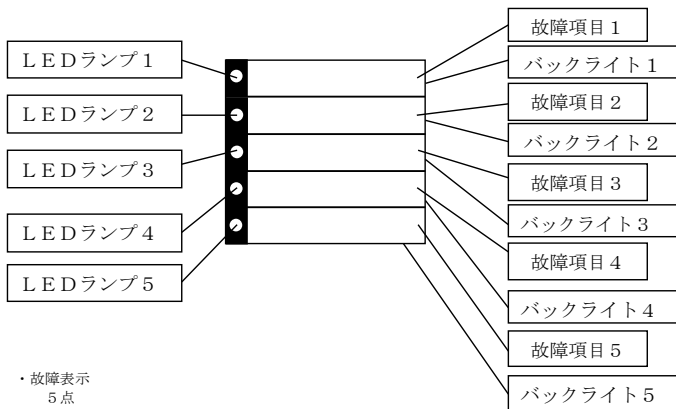 故障項目１
バックライト１
ＬＥＤランプ１
故障項目２
ＬＥＤランプ２
バックライト２
ＬＥＤランプ３
故障項目３
バックライト３
ＬＥＤランプ４
故障項目４
ＬＥＤランプ５
バックライト４
故障項目５
・故障表示
５点
バックライト５